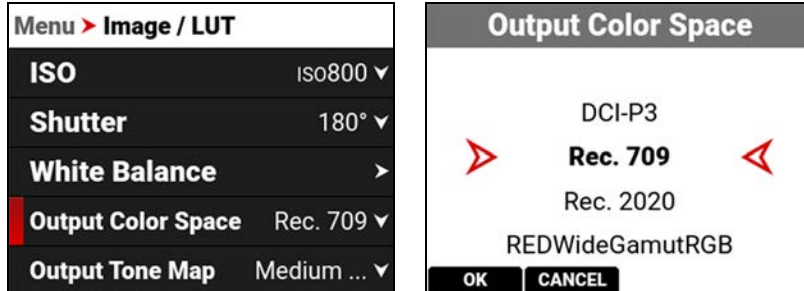 Menu > Image / LUT
ISO ISO800
Shutter 180°
White Balance >
Output Color Space Rec. 709
Output Tone Map Medium ...
Output Color Space
DCI-P3
Rec. 709
Rec. 2020
REDWideGamutRGB
OK CANCEL